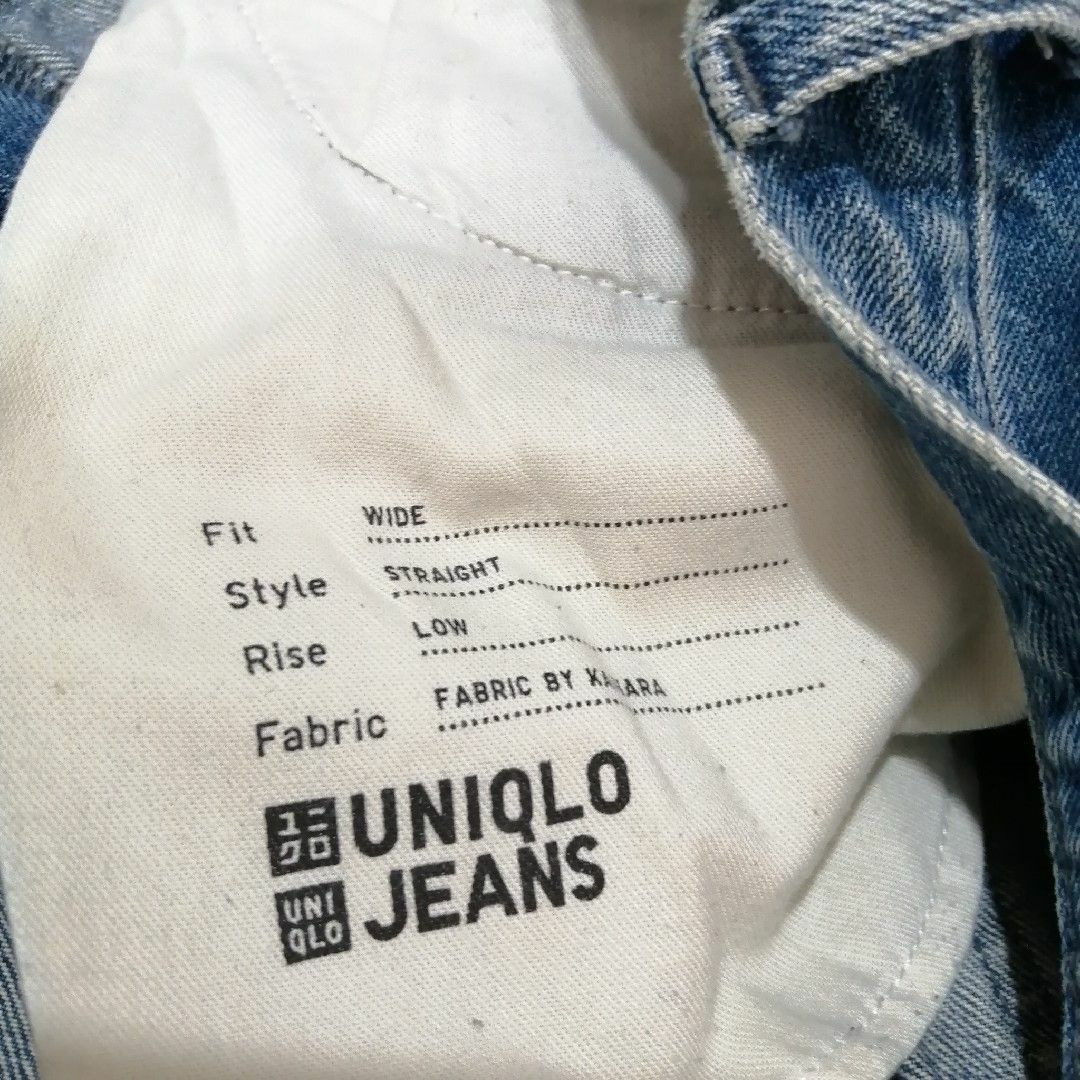 Fit WIDE
Style STRAIGHT
Rise LOW
Fabric FABRIC BY
ユニ
クロ
UNI
QLO
UNIQLO
JEANS